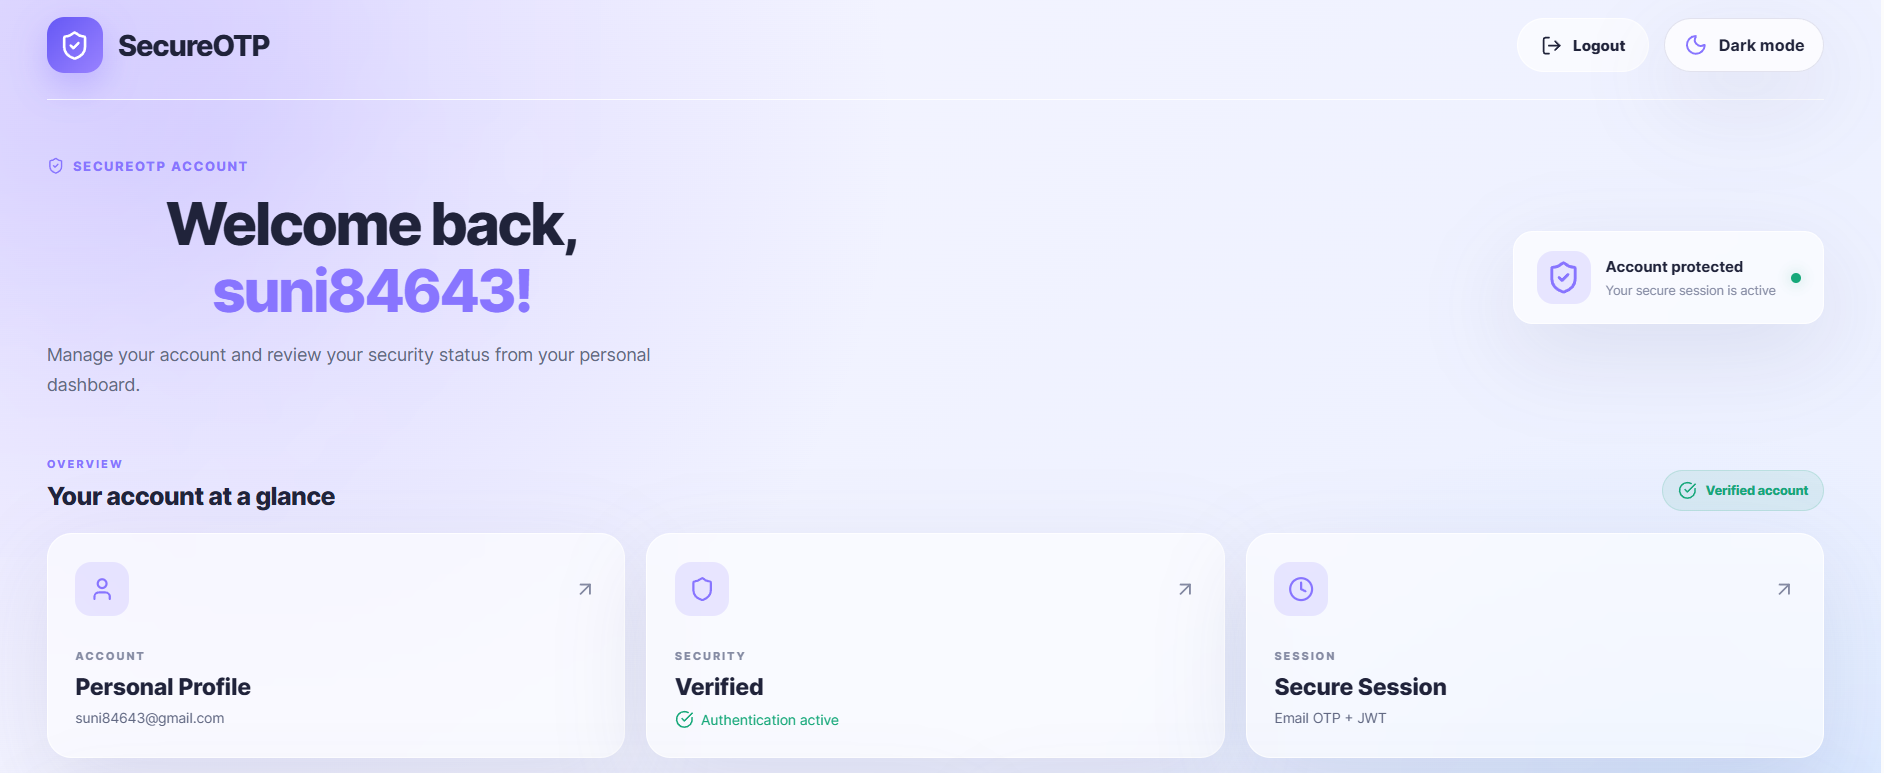 SecureOTP
Logout
Dark mode
SECUREOTP ACCOUNT
Welcome back,
suni84643!
Manage your account and review your security status from your personal
dashboard.
Account protected
Your secure session is active
OVERVIEW
Your account at a glance
Verified account
ACCOUNT
Personal Profile
suni84643@gmail.com
SECURITY
Verified
Authentication active
SESSION
Secure Session
Email OTP + JWT